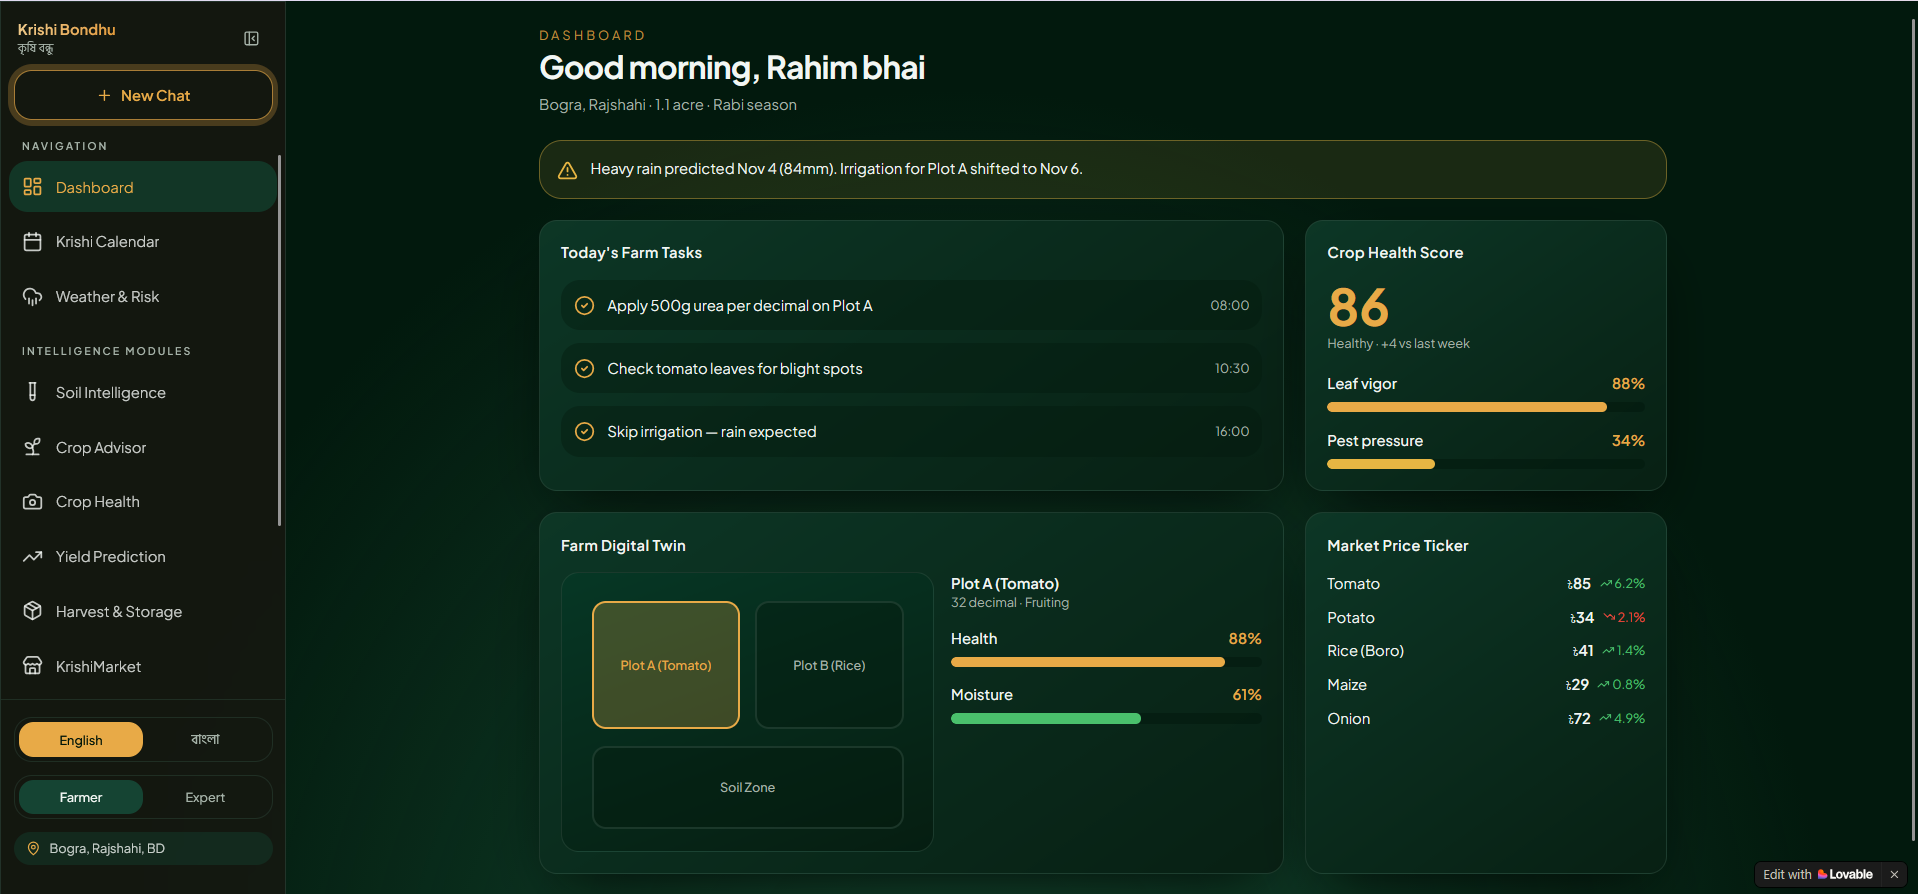 Krishi Bondhu
কৃষি বন্ধু
+ New Chat
NAVIGATION
Dashboard
Krishi Calendar
Weather & Risk
INTELLIGENCE MODULES
Soil Intelligence
Crop Advisor
Crop Health
Yield Prediction
Harvest & Storage
KrishiMarket
English
বাংলা
Farmer
Expert
Bogra, Rajshahi, BD
DASHBOARD
Good morning, Rahim bhai
Bogra, Rajshahi · 1.1 acre · Rabi season
Heavy rain predicted Nov 4 (84mm). Irrigation for Plot A shifted to Nov 6.
Today's Farm Tasks
Apply 500g urea per decimal on Plot A 08:00
Check tomato leaves for blight spots 10:30
Skip irrigation — rain expected 16:00
Crop Health Score
86
Healthy · +4 vs last week
Leaf vigor 88%
Pest pressure 34%
Farm Digital Twin
Plot A (Tomato)
Plot B (Rice)
Soil Zone
Plot A (Tomato)
32 decimal · Fruiting
Health 88%
Moisture 61%
Market Price Ticker
Tomato ৳85 6.2%
Potato ৳34 2.1%
Rice (Boro) ৳41 1.4%
Maize ৳29 0.8%
Onion ৳72 4.9%
Edit with Lovable ×